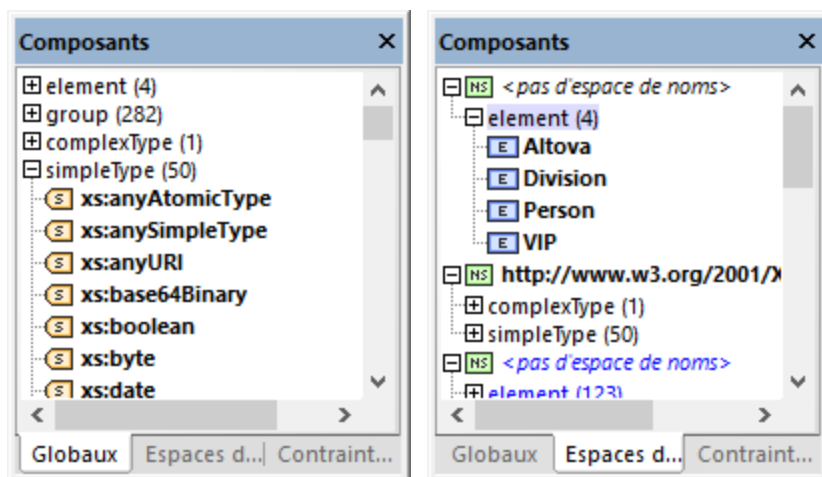 Composants
element (4)
group (282)
complexType (1)
simpleType (50)
S xs:anyAtomicType
S xs:anySimpleType
S xs:anyURI
S xs:base64Binary
S xs:boolean
S xs:byte
S xs:date
Globaux Espaces d... Contraint...
Composants
NS <pas d'espace de noms>
element (4)
E Altova
E Division
E Person
E VIP
NS http://www.w3.org/2001/X
complexType (1)
simpleType (50)
NS <pas d'espace de noms>
element (123)
Globaux Espaces d... Contraint...